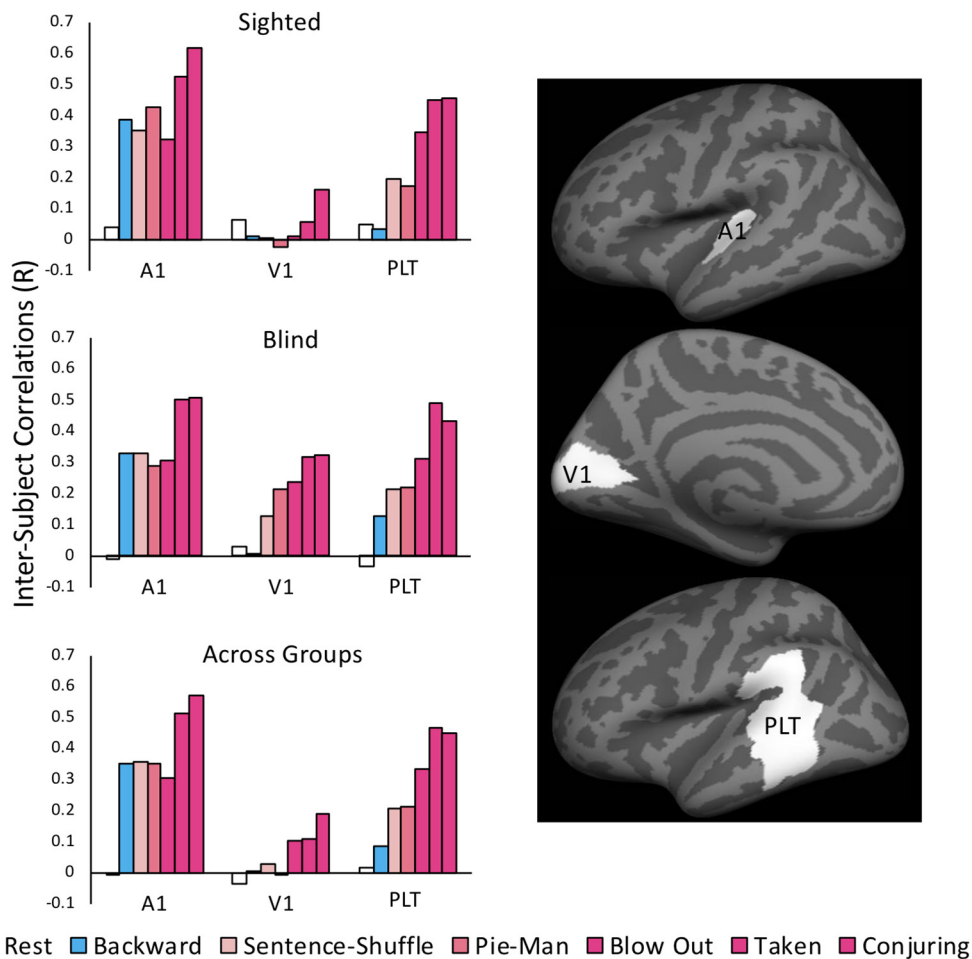 Inter-Subject Correlations (R)
Sighted
0.7
0.6
0.5
0.4
0.3
0.2
0.1
0
-0.1
A1 V1 PLT
Blind
0.7
0.6
0.5
0.4
0.3
0.2
0.1
0
-0.1
A1 V1 PLT
Across Groups
0.7
0.6
0.5
0.4
0.3
0.2
0.1
0
-0.1
A1 V1 PLT
A1
V1
PLT
Rest Backward Sentence-Shuffle Pie-Man Blow Out Taken Conjuring